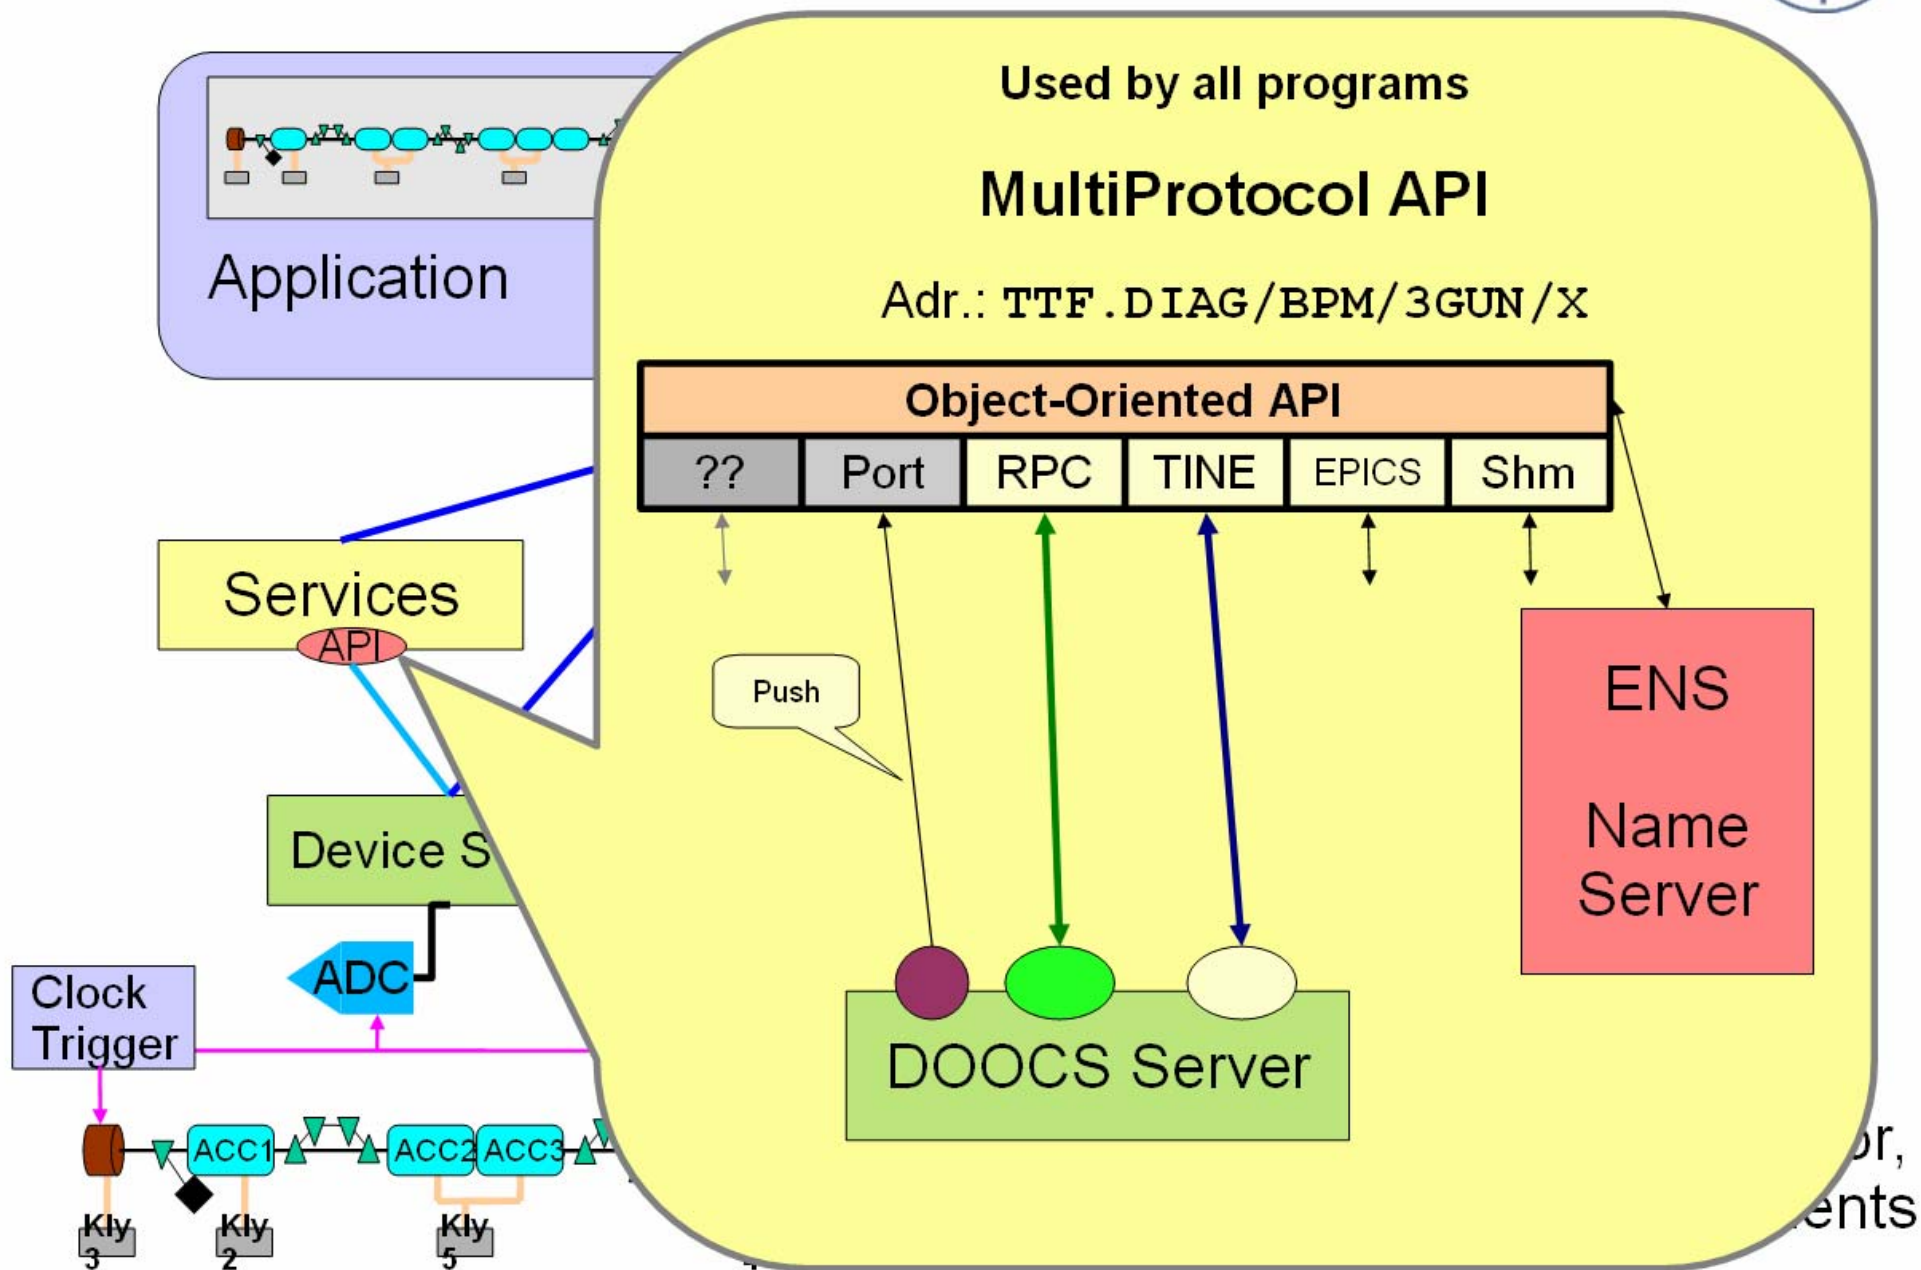 Used by all programs
MultiProtocol API
Adr.: TTF.DIAG/BPM/3GUN/X
Application
Object-Oriented API
?? Port RPC TINE EPICS Shm
Services
API
Push
ENS
Name
Server
Device S
ADC
Clock
Trigger
DOOCS Server
ACC1 ACC2 ACC3
Kly
3
Kly
2
Kly
5